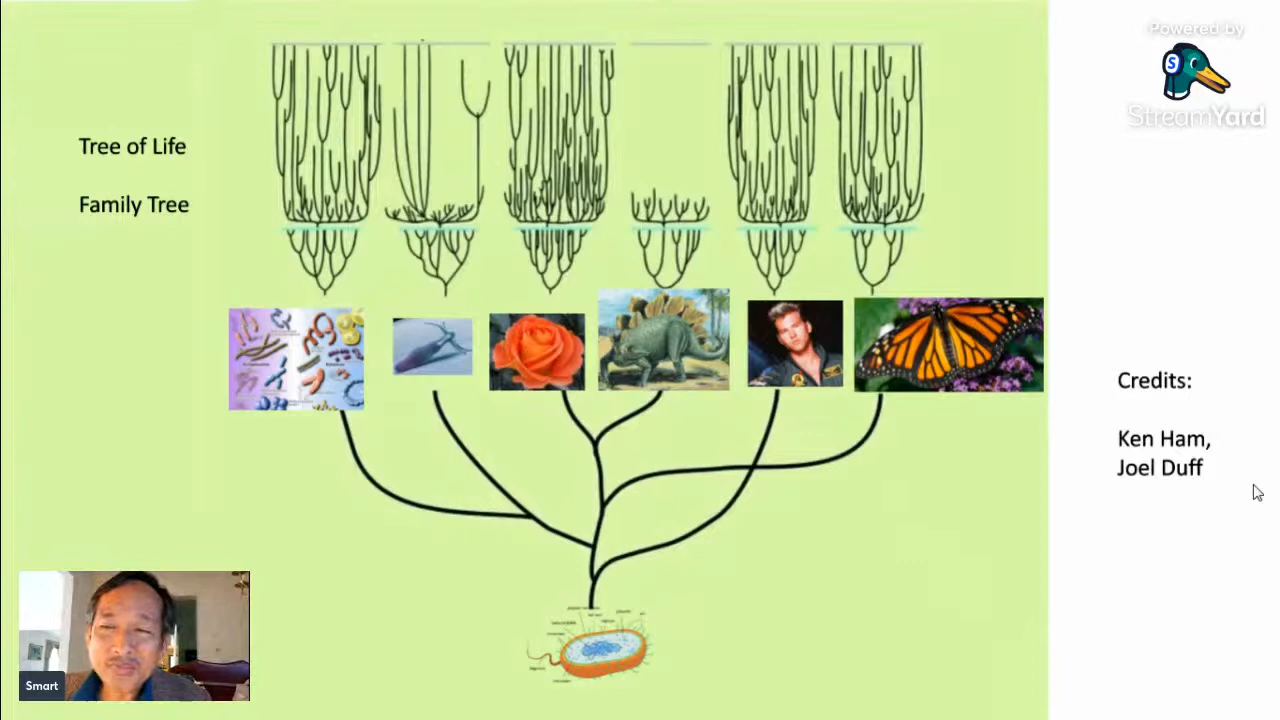 Powered by
S
StreamYard
Tree of Life
Family Tree
Credits:
Ken Ham,
Joel Duff
Smart